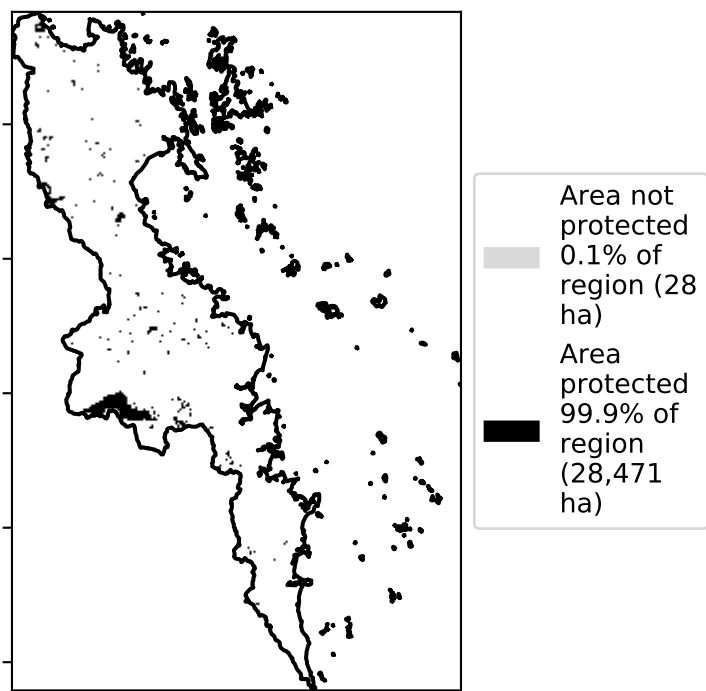 Area not
protected
0.1% of
region (28
ha)
Area
protected
99.9% of
region
(28,471
ha)